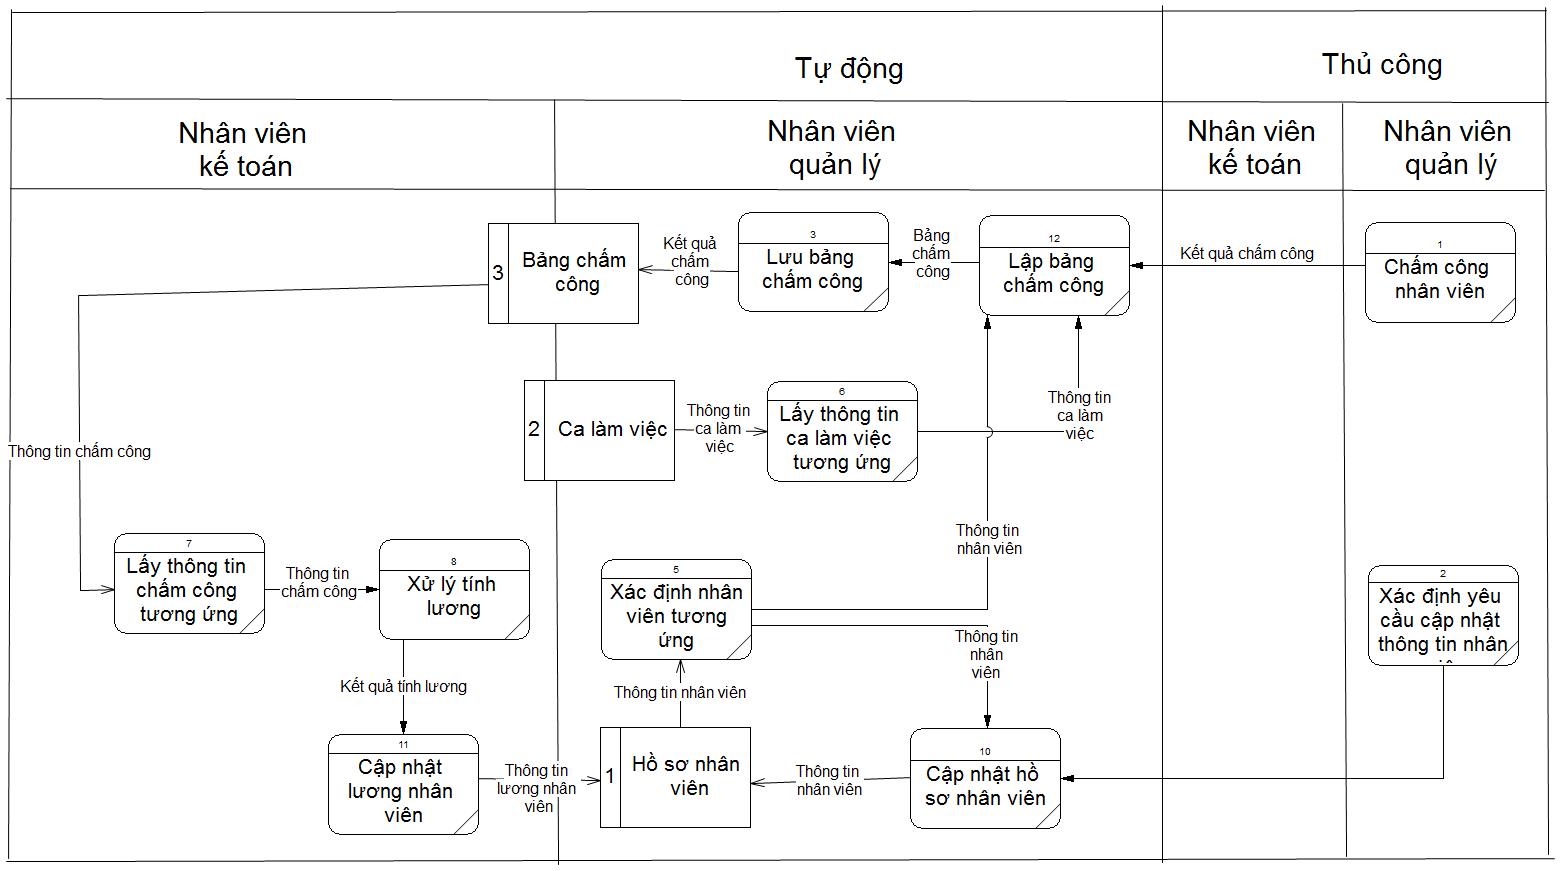 Tự động
Thủ công
Nhân viên
kế toán
Nhân viên
quản lý
Nhân viên
kế toán
Nhân viên
quản lý
3
Bảng chấm
công
Kết quả
chấm
công
3
Lưu bảng
chấm công
Bảng
chấm
công
12
Lập bảng
chấm công
Kết quả chấm công
1
Chấm công
nhân viên
2
Ca làm việc
Thông tin
ca làm
việc
6
Lấy thông tin
ca làm việc
tương ứng
Thông tin
ca làm
việc
Thông tin chấm công
7
Lấy thông tin
chấm công
tương ứng
Thông tin
chấm công
8
Xử lý tính
lương
5
Xác định nhân
viên tương
ứng
Thông tin
nhân viên
2
Xác định yêu
cầu cập nhật
thông tin nhân
Thông tin
nhân
viên
Kết quả tính lương
Thông tin nhân viên
11
Cập nhật
lương nhân
viên
Thông tin
lương nhân
viên
1
Hồ sơ nhân
viên
Thông tin
nhân viên
10
Cập nhật hồ
sơ nhân viên